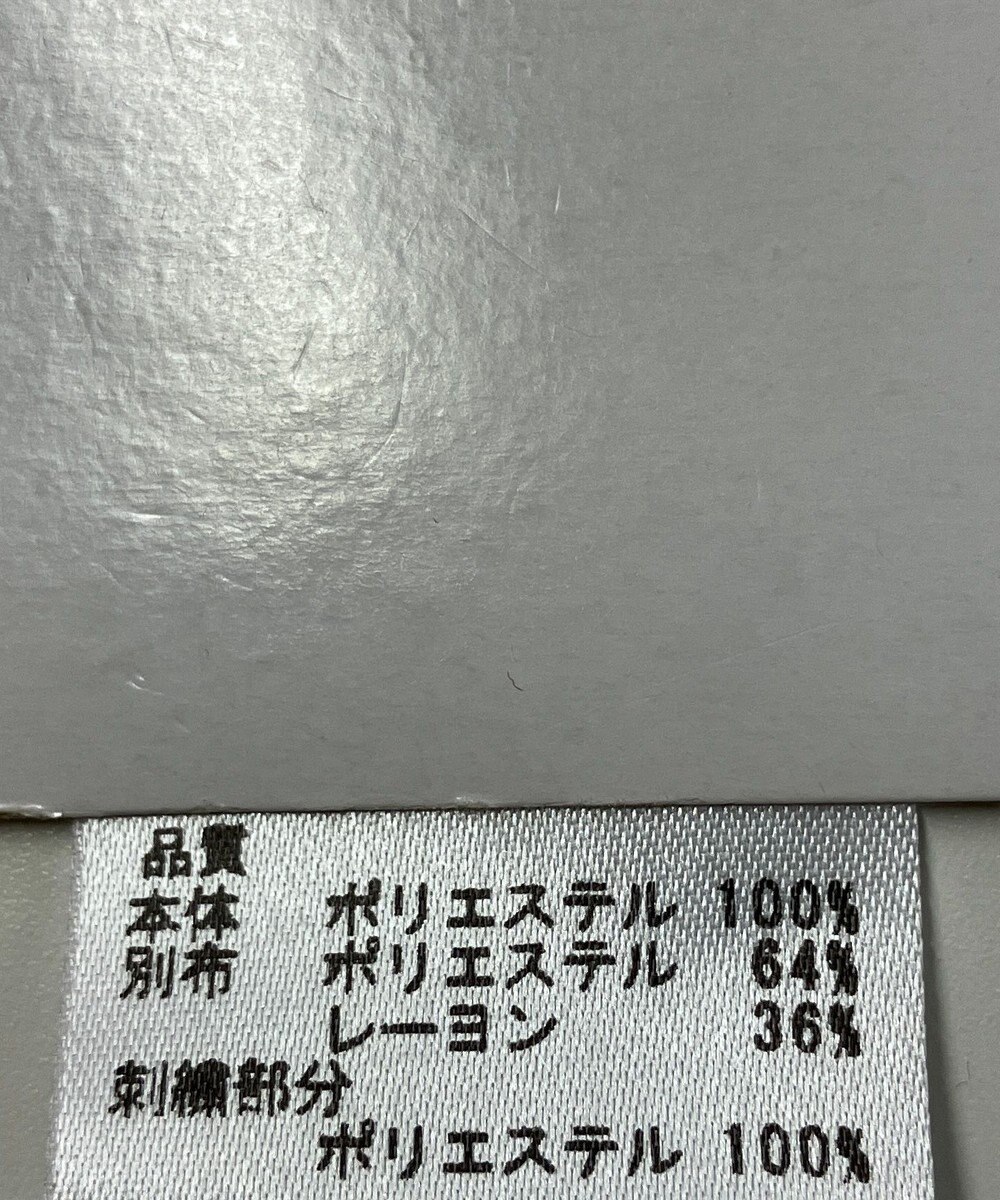 品質
本体 ポリエステル 100%
別布 ポリエステル 64%
レーヨン 36%
刺繍部分
ポリエステル 100%